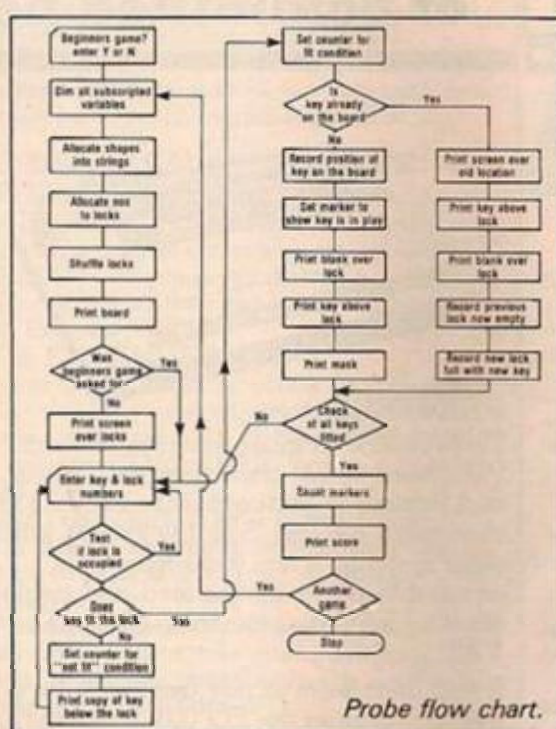 Beginners game?
enter Y or N
Dim all subscripted
variables
Allocate shapes
into strings
Allocate nos
to locks
Shuffle locks
Print board
Was
beginners game
asked for
Yes
No
Print screen
over locks
Enter key & lock
numbers
Test
if lock is
occupied
Yes
Does
key fit the lock
Yes
No
Set counter for
"not fit" condition
Print copy of key
below the lock
Set counter for
fit condition
Is
key already
on the board
Yes
No
Record position of
key on the board
Set marker to
show key is in play
Print blank over
lock
Print key above
lock
Print mask
Print screen over
old location
Print key above
lock
Print blank over
lock
Record previous
lock now empty
Record new lock
full with new key
Check
of all keys
fitted
No
Yes
Count markers
Print score
Another
game
Yes
Stop
Probe flow chart.